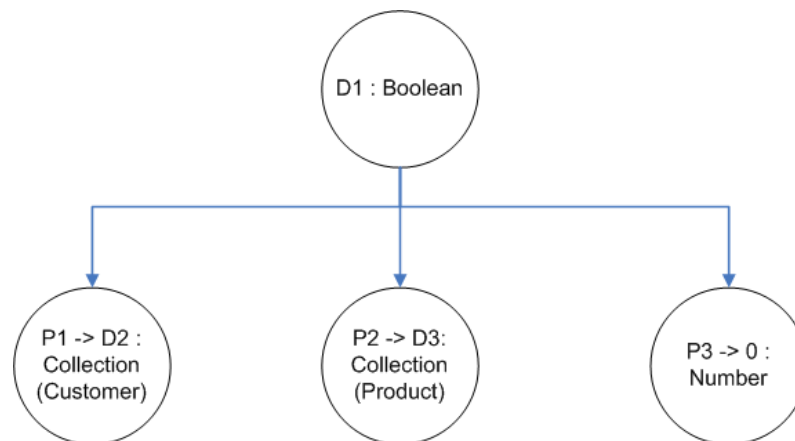 D1 : Boolean
P1 -> D2 :
Collection
(Customer)
P2 -> D3:
Collection
(Product)
P3 -> 0 :
Number